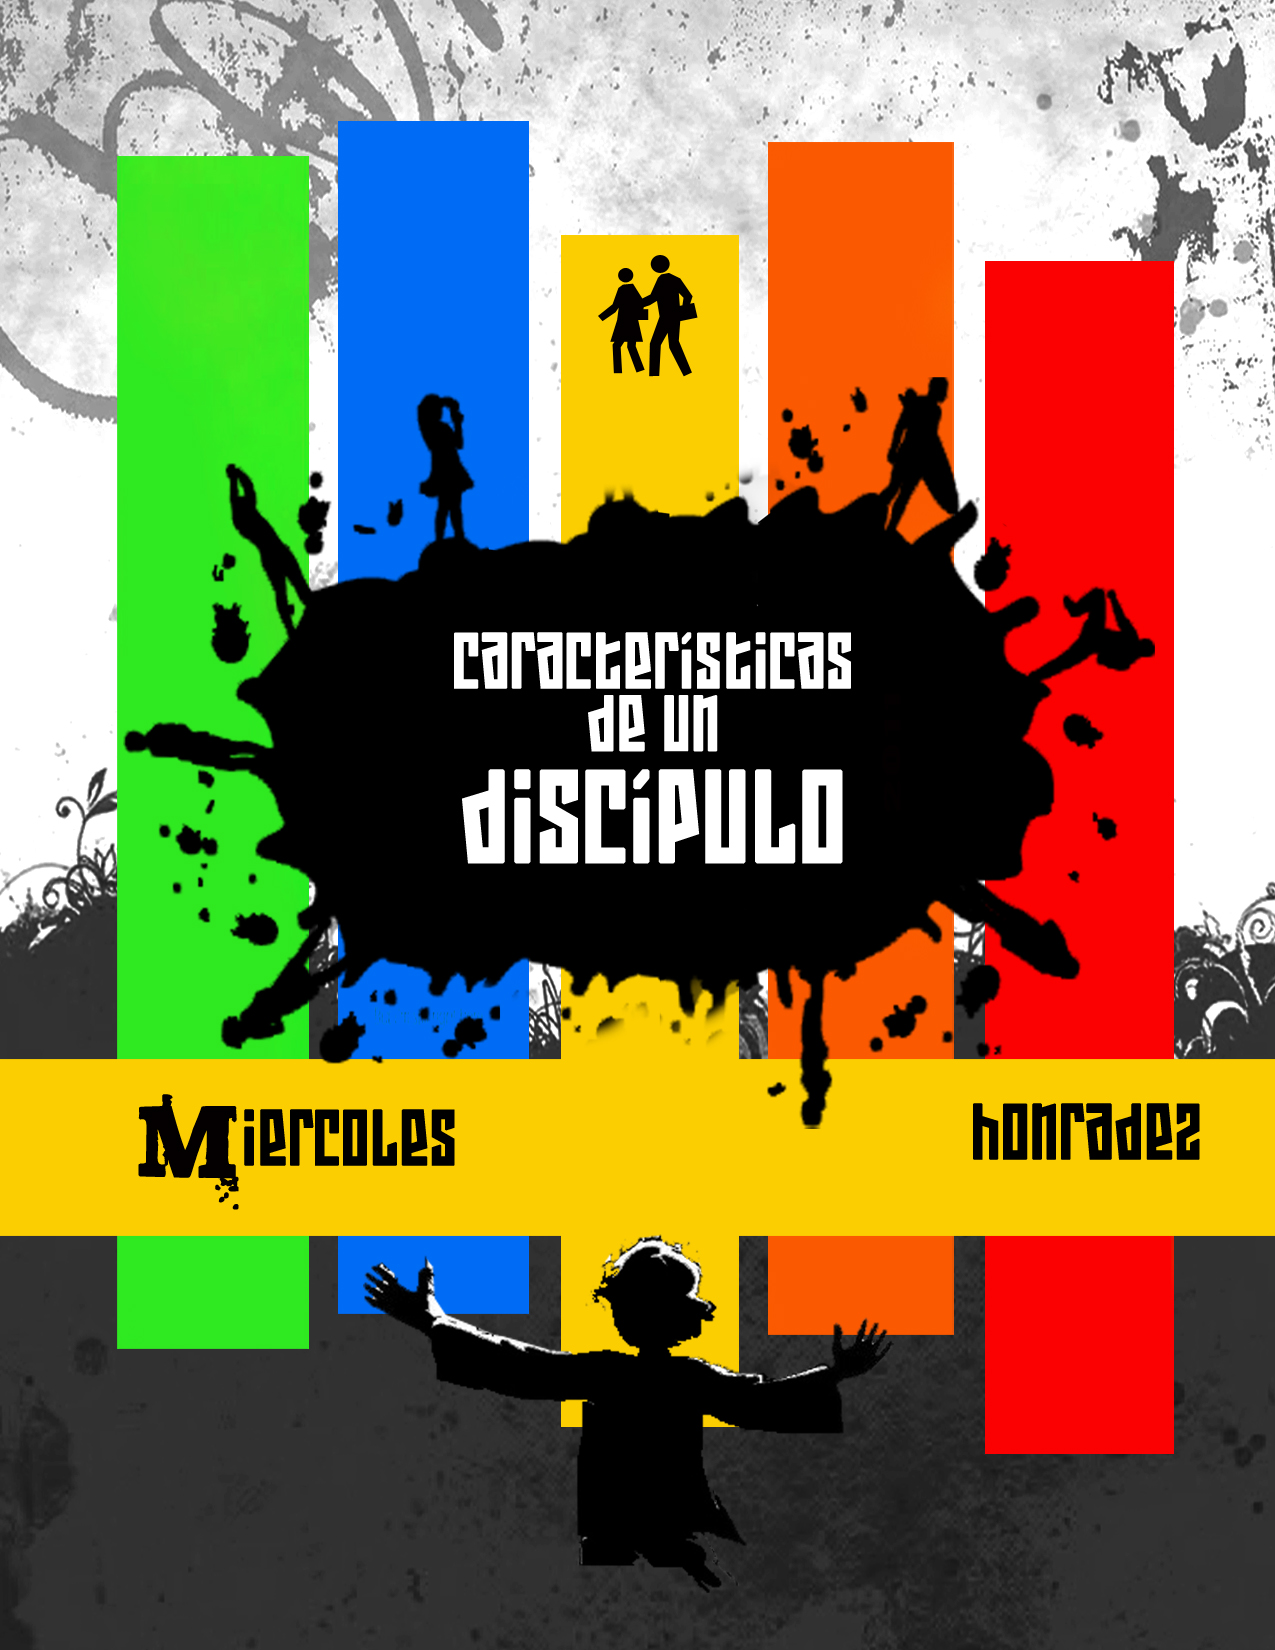 características
de un
DISCÍPULO
Miercoles
honradez